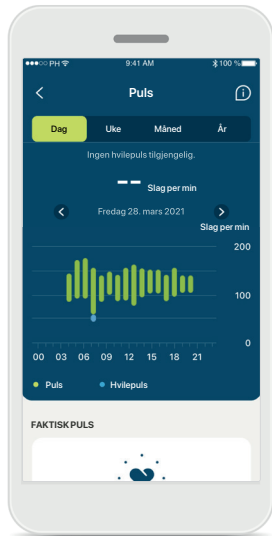 PH 9:41 AM 100 %
Puls
Dag Uke Måned År
Ingen hvilepuls tilgjengelig.
-- Slag per min
Fredag 28. mars 2021
Slag per min
200
100
0
00 03 06 09 12 15 18 21
Puls Hvilepuls
FAKTISK PULS